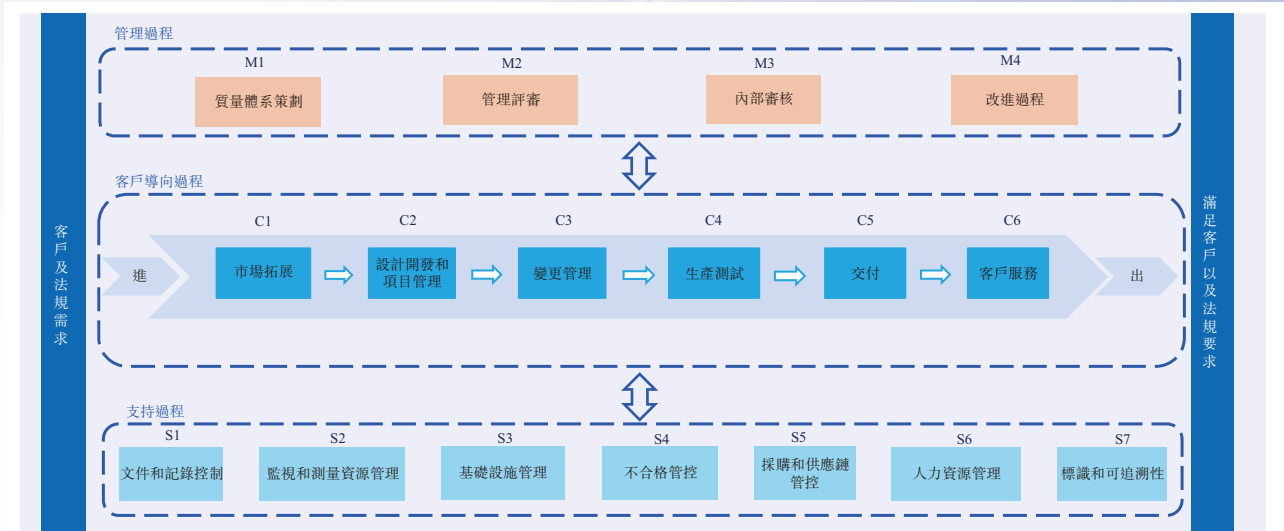 管理過程
M1
M2
M3
M4
質量體系策劃
管理評審
內部審核
改進過程
客戶及法規需求
客戶導向過程
C1
C2
C3
C4
C5
C6
進
市場拓展
設計開發和
項目管理
變更管理
生產測試
交付
客戶服務
出
滿足客戶以及法規要求
支持過程
S1
S2
S3
S4
S5
S6
S7
文件和記錄控制
監視和測量資源管理
基礎設施管理
不合格管控
採購和供應鏈
管控
人力資源管理
標識和可追溯性